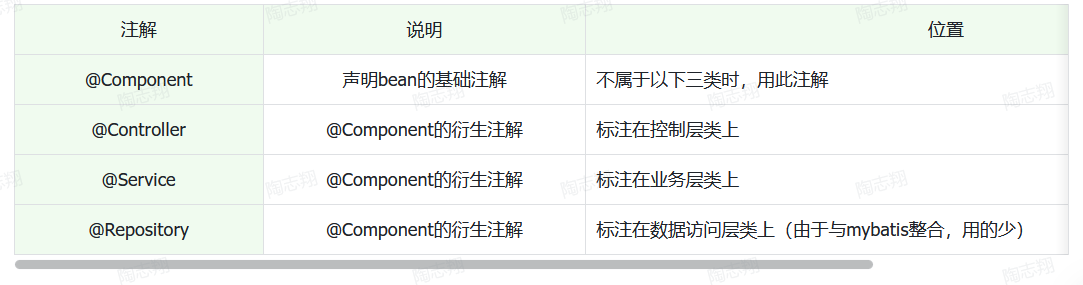 注解 说明 位置
@Component 声明bean的基础注解 不属于以下三类时，用此注解
@Controller @Component的衍生注解 标注在控制层类上
@Service @Component的衍生注解 标注在业务层类上
@Repository @Component的衍生注解 标注在数据访问层类上（由于与mybatis整合，用的少）
陶志翔